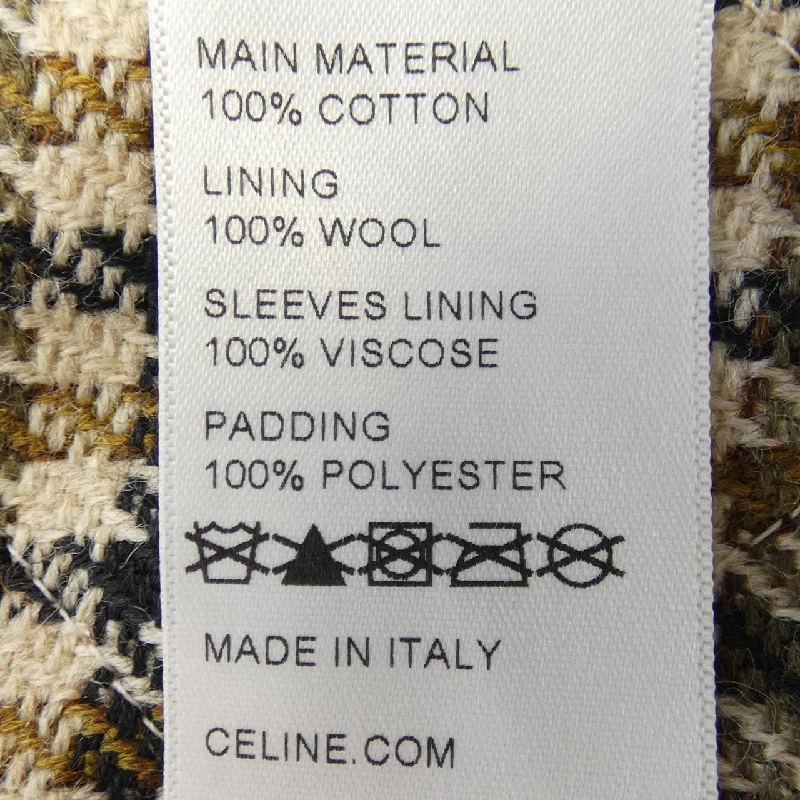 MAIN MATERIAL
100% COTTON
LINING
100% WOOL
SLEEVES LINING
100% VISCOSE
PADDING
100% POLYESTER
MADE IN ITALY
CELINE.COM